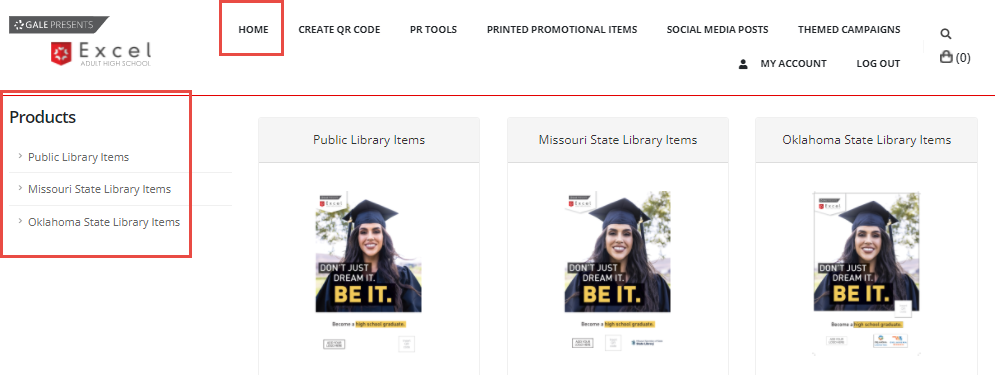 GALE PRESENTS
Excel
ADULT HIGH SCHOOL
HOME
CREATE QR CODE
PR TOOLS
PRINTED PROMOTIONAL ITEMS
SOCIAL MEDIA POSTS
THEMED CAMPAIGNS
MY ACCOUNT
LOG OUT
(0)
Products
Public Library Items
Missouri State Library Items
Oklahoma State Library Items
Public Library Items
Missouri State Library Items
Oklahoma State Library Items
Excel
DON'T JUST
DREAM IT.
BE IT.
Become a high school graduate.
Excel
DON'T JUST
DREAM IT.
BE IT.
Become a high school graduate.
Excel
DON'T JUST
DREAM IT.
BE IT.
Become a high school graduate.